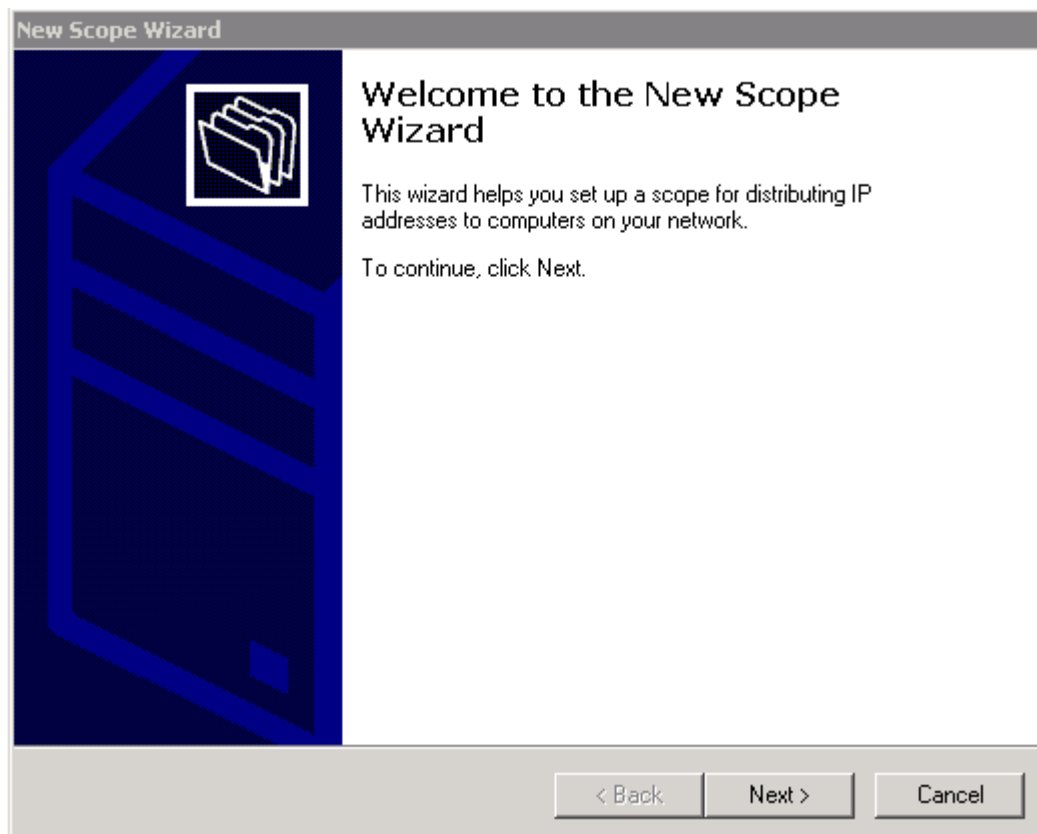 New Scope Wizard
Welcome to the New Scope
Wizard
This wizard helps you set up a scope for distributing IP
addresses to computers on your network.
To continue, click Next.
< Back
Next >
Cancel